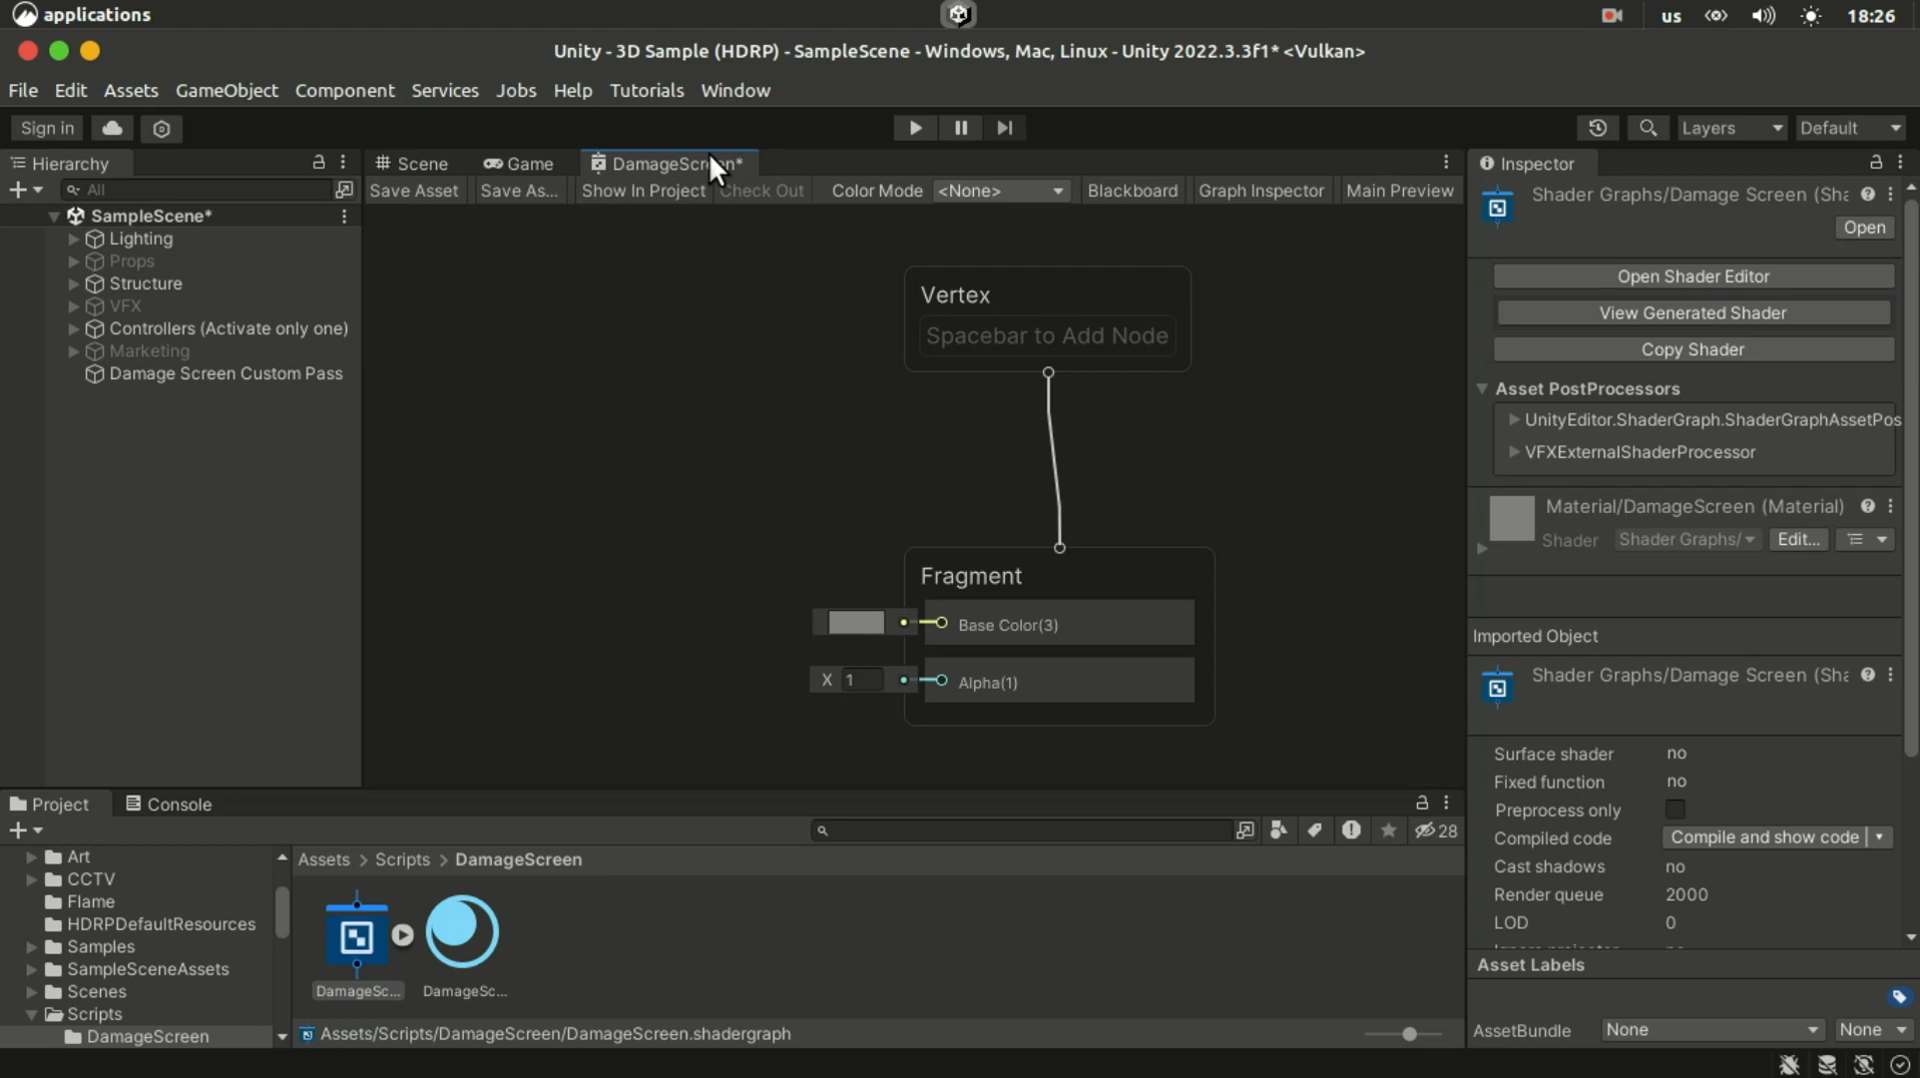 applications
us
18:26
Unity - 3D Sample (HDRP) - SampleScene - Windows, Mac, Linux - Unity 2022.3.3f1* <Vulkan>
File Edit Assets GameObject Component Services Jobs Help Tutorials Window
Sign in
Layers
Default
Hierarchy
All
SampleScene*
Lighting
Props
Structure
VFX
Controllers (Activate only one)
Marketing
Damage Screen Custom Pass
Scene
Game
DamageScreen*
Save Asset
Save As...
Show In Project
Check Out
Color Mode
<None>
Blackboard
Graph Inspector
Main Preview
Vertex
Spacebar to Add Node
Fragment
Base Color(3)
X 1
Alpha(1)
Inspector
Shader Graphs/Damage Screen (Sha
Open
Open Shader Editor
View Generated Shader
Copy Shader
Asset PostProcessors
UnityEditor.ShaderGraph.ShaderGraphAssetPos
VFXExternalShaderProcessor
Material/DamageScreen (Material)
Shader
Shader Graphs/
Edit...
Imported Object
Shader Graphs/Damage Screen (Sha
Surface shader no
Fixed function no
Preprocess only
Compiled code
Compile and show code
Cast shadows no
Render queue 2000
LOD 0
Asset Labels
AssetBundle
None
None
Project
Console
28
Art
CCTV
Flame
HDRPDefaultResources
Samples
SampleSceneAssets
Scenes
Scripts
DamageScreen
Assets > Scripts > DamageScreen
DamageSc...
DamageSc...
Assets/Scripts/DamageScreen/DamageScreen.shadergraph